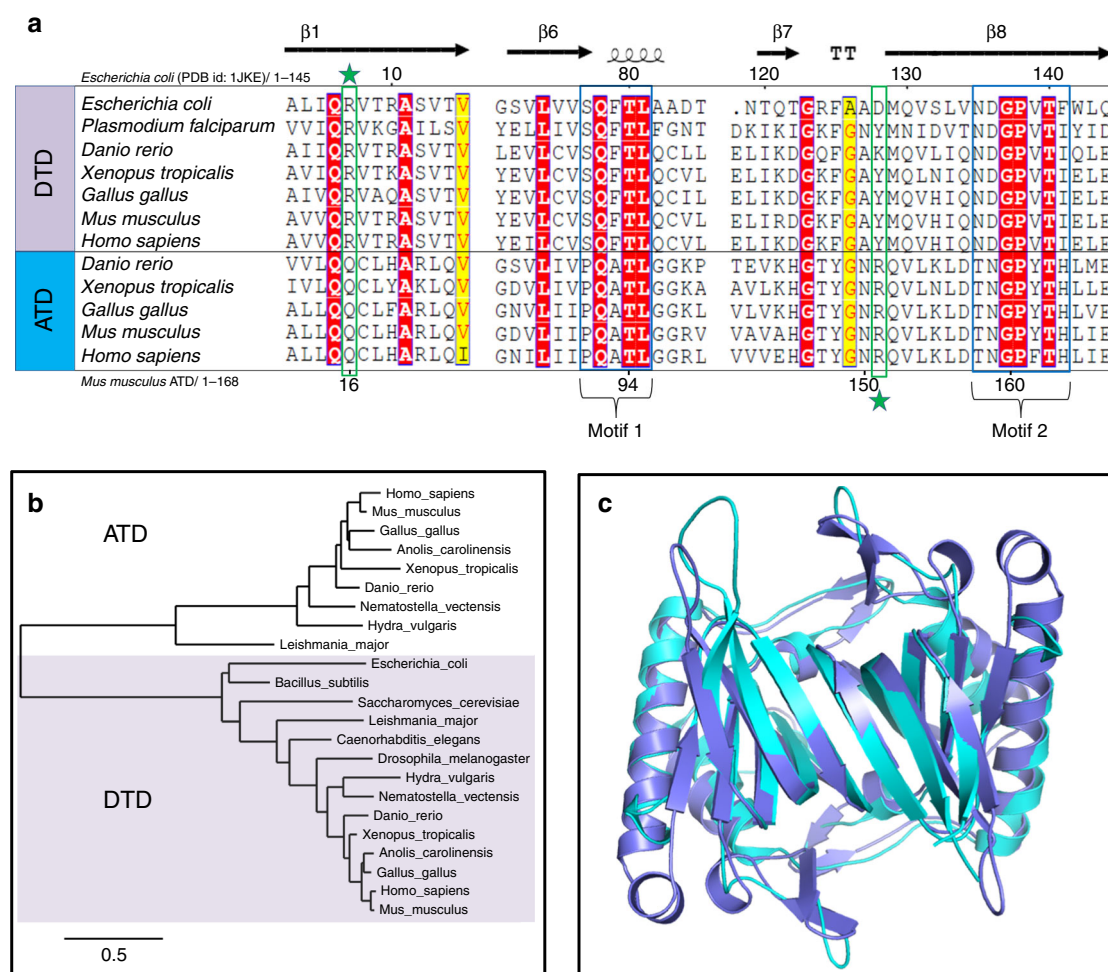 a
β1 β6 β7 TT β8
Escherichia coli (PDB id: 1JKE)/ 1–145 10 80 120 130 140
DTD
Escherichia coli ALIQRVTRASVTV GSVLVVSQFTLAADT .NTQTGRFAADMQVSLVNDGPVTFWLQ
Plasmodium falciparum VVIQRVKGAILSV YELLIVSQFTLFGNT DKIKIGKFGNYMNIDVTNDGPVTIYID
Danio rerio AIIQRVTRASVTV LEVLCVSQFTLQCLL ELIKDGQFGAKMQVLIQNDGPVTIQLE
Xenopus tropicalis AVIQRVTKASVTV YEVLCVSQFTLQCVL ELIKDGKFGAYMQLNIQNDGPVTIELE
Gallus gallus AIVQRVAQASVTV YEVLCVSQFTLQCIL ELIKDGKFGAYMQVHIQNDGPVTIELE
Mus musculus AVVQRVTRASVTV YEVLCVSQFTLQCVL ELIRDGKFGAYMQVHIQNDGPVTIELE
Homo sapiens AVVQRVTRASVTV YEILCVSQFTLQCVL ELIKDGKFGAYMQVHIQNDGPVTIELE
ATD
Danio rerio VVLQQCLHARLQV GSVLIVPQATLGGKP TEVKHGTYGNRQVLKLDTNGPYTHLME
Xenopus tropicalis IVLQQCLYAKLQV GDVLIVPQATLGGKA AVLKHGTYGNRQVLNLDTNGPYTHLLE
Gallus gallus ALLQQCLFARLQV GNVLIIPQATLGGKL VLVKHGTYGNRQVLKLDTNGPYTHLVE
Mus musculus ALLQQCLHARLQV GDVLIIPQATLGGRV AVAVHGTYGNRQVLKLDTNGPYTHLIE
Homo sapiens ALLQQCLHARLQI GNILIIPQATLGGRL VVVEHGTYGNRQVLKLDTNGPFTHLIE
Mus musculus ATD/ 1–168 16 94 150 160
Motif 1 Motif 2
b
ATD
Homo_sapiens
Mus_musculus
Gallus_gallus
Anolis_carolinensis
Xenopus_tropicalis
Danio_rerio
Nematostella_vectensis
Hydra_vulgaris
Leishmania_major
DTD
Escherichia_coli
Bacillus_subtilis
Saccharomyces_cerevisiae
Leishmania_major
Caenorhabditis_elegans
Drosophila_melanogaster
Hydra_vulgaris
Nematostella_vectensis
Danio_rerio
Xenopus_tropicalis
Anolis_carolinensis
Gallus_gallus
Homo_sapiens
Mus_musculus
0.5
c